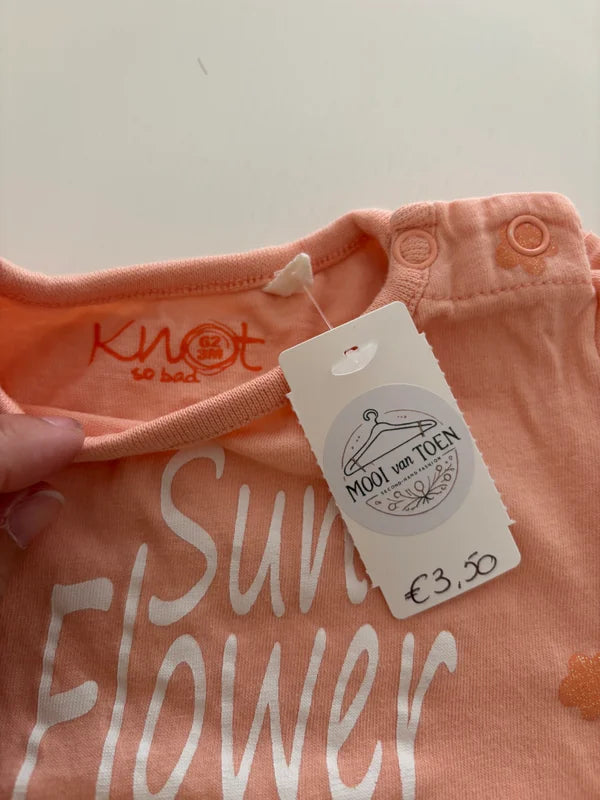 Knot
62
3M
so bad
MOOI van TOEN
SECOND-HAND FASHION
€3,50
Sun
Flower